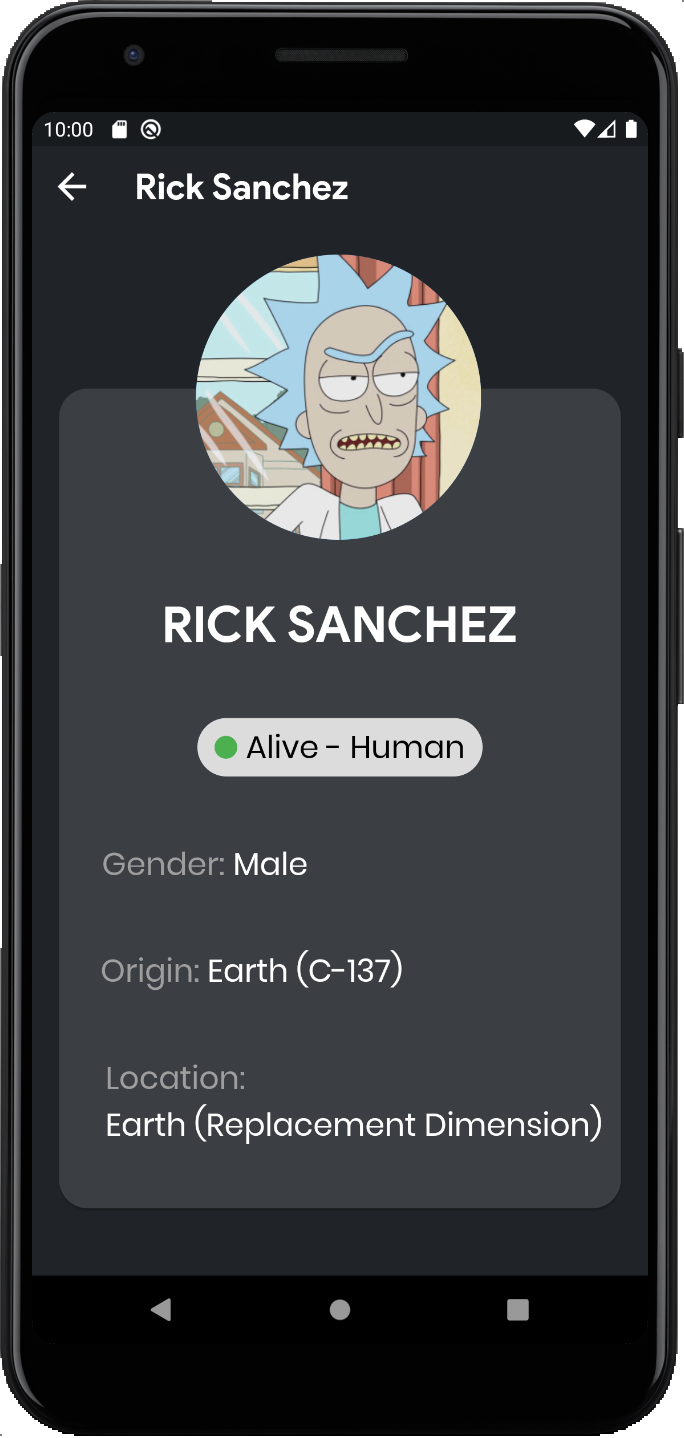 10:00
Rick Sanchez
RICK SANCHEZ
Alive - Human
Gender: Male
Origin: Earth (C-137)
Location:
Earth (Replacement Dimension)